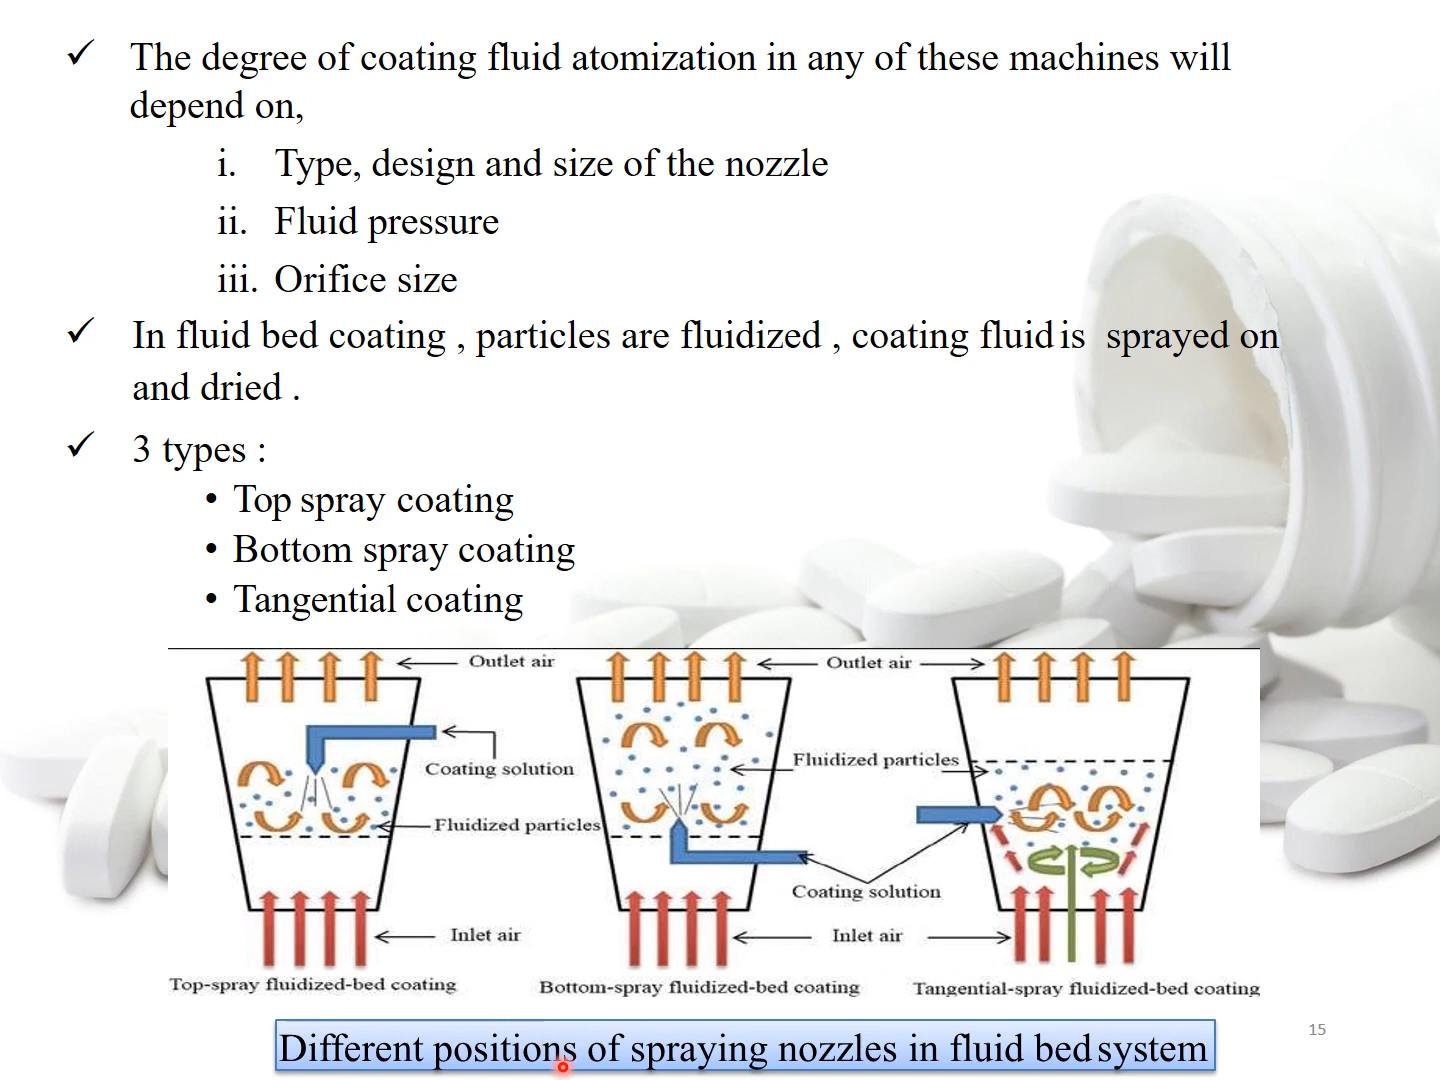 ✓ The degree of coating fluid atomization in any of these machines will
depend on,
i. Type, design and size of the nozzle
ii. Fluid pressure
iii. Orifice size
✓ In fluid bed coating , particles are fluidized , coating fluid is sprayed on
and dried .
✓ 3 types :
• Top spray coating
• Bottom spray coating
• Tangential coating
Outlet air
Coating solution
Fluidized particles
Inlet air
Top-spray fluidized-bed coating
Outlet air
Fluidized particles
Coating solution
Inlet air
Bottom-spray fluidized-bed coating
Tangential-spray fluidized-bed coating
Different positions of spraying nozzles in fluid bed system
15